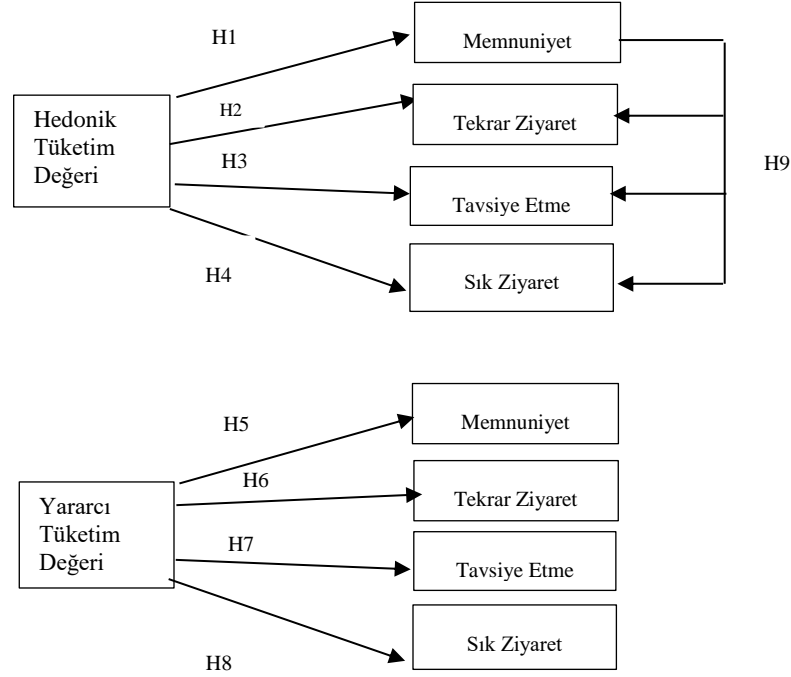 H1
Memnuniyet
Hedonik
Tüketim
Değeri
H2
Tekrar Ziyaret
H3
Tavsiye Etme
H9
H4
Sık Ziyaret
H5
Memnuniyet
Yararcı
Tüketim
Değeri
H6
Tekrar Ziyaret
H7
Tavsiye Etme
H8
Sık Ziyaret